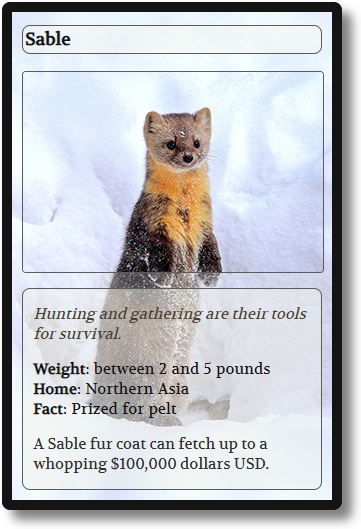 Sable
Hunting and gathering are their tools
for survival.
Weight: between 2 and 5 pounds
Home: Northern Asia
Fact: Prized for pelt
A Sable fur coat can fetch up to a
whopping $100,000 dollars USD.